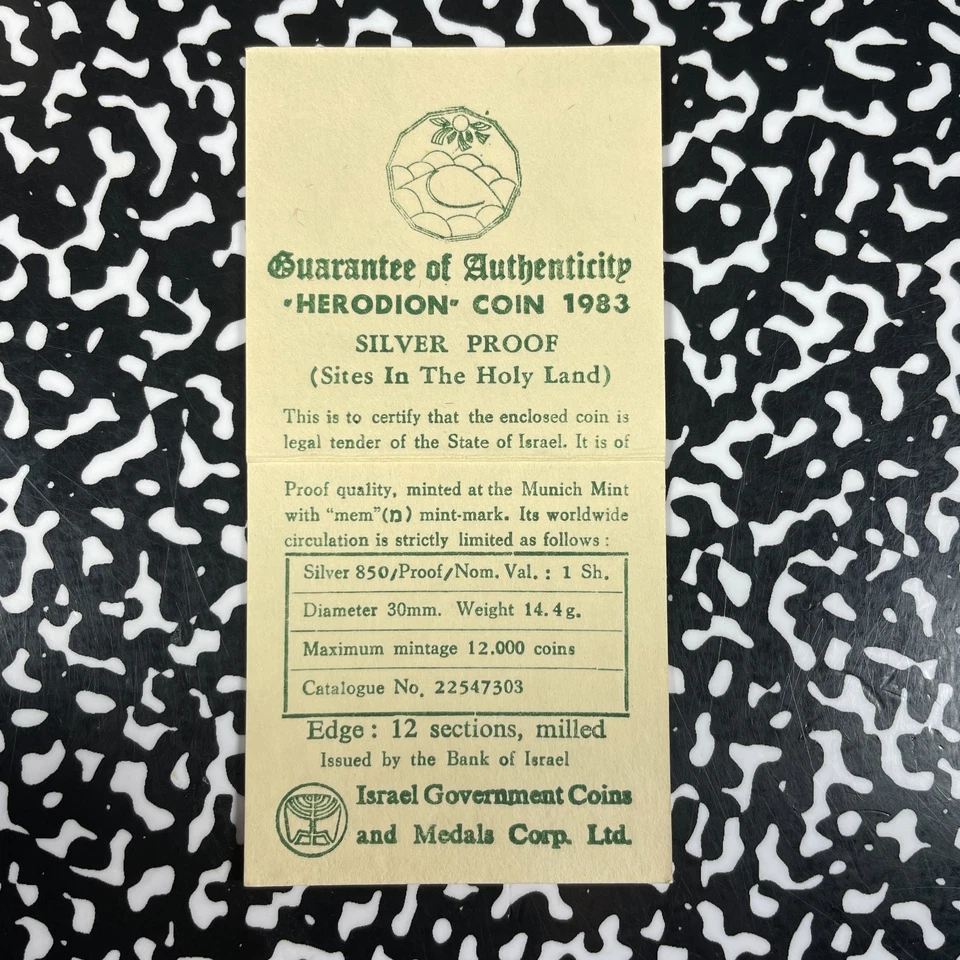 Guarantee of Authenticity
"HERODION" COIN 1983
SILVER PROOF
(Sites In The Holy Land)
This is to certify that the enclosed coin is
legal tender of the State of Israel. It is of
Proof quality, minted at the Munich Mint
with "mem"(מ) mint-mark. Its worldwide
circulation is strictly limited as follows :
Silver 850/Proof/Nom. Val. : 1 Sh.
Diameter 30mm. Weight 14.4g.
Maximum mintage 12.000 coins
Catalogue No. 22547303
Edge : 12 sections, milled
Issued by the Bank of Israel
Israel Government Coins
and Medals Corp. Ltd.